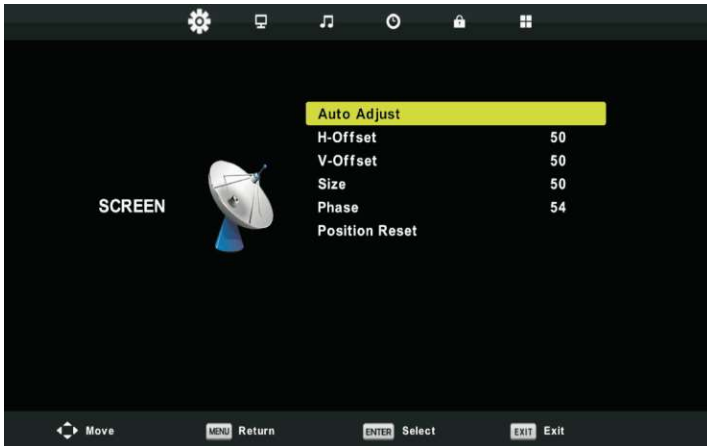 Auto Adjust
H-Offset 50
V-Offset 50
Size 50
SCREEN
Phase 54
Position Reset
Move MENU Return ENTER Select EXIT Exit